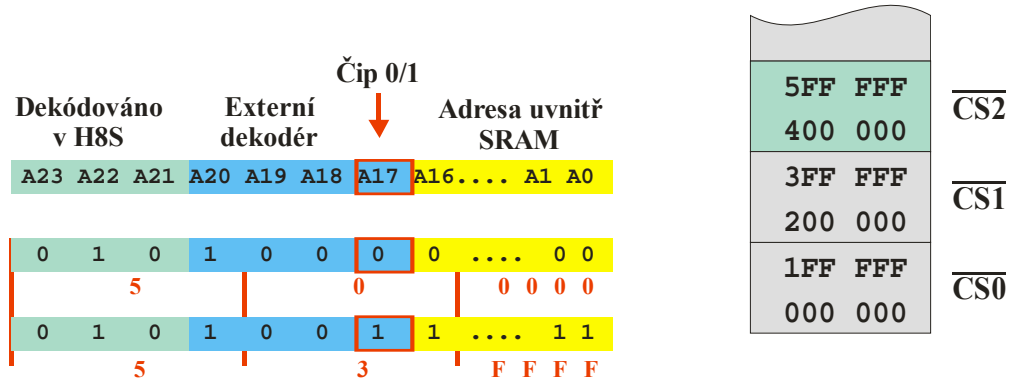 Čip 0/1
Dekódováno
v H8S
Externí
dekodér
Adresa uvnitř
SRAM
A23 A22 A21 A20 A19 A18 A17 A16.... A1 A0
0 1 0 1 0 0 0 0 .... 0 0
5 0 0 0 0 0
0 1 0 1 0 0 1 1 .... 1 1
5 3 F F F F
5FF FFF
400 000
CS2
3FF FFF
200 000
CS1
1FF FFF
000 000
CS0